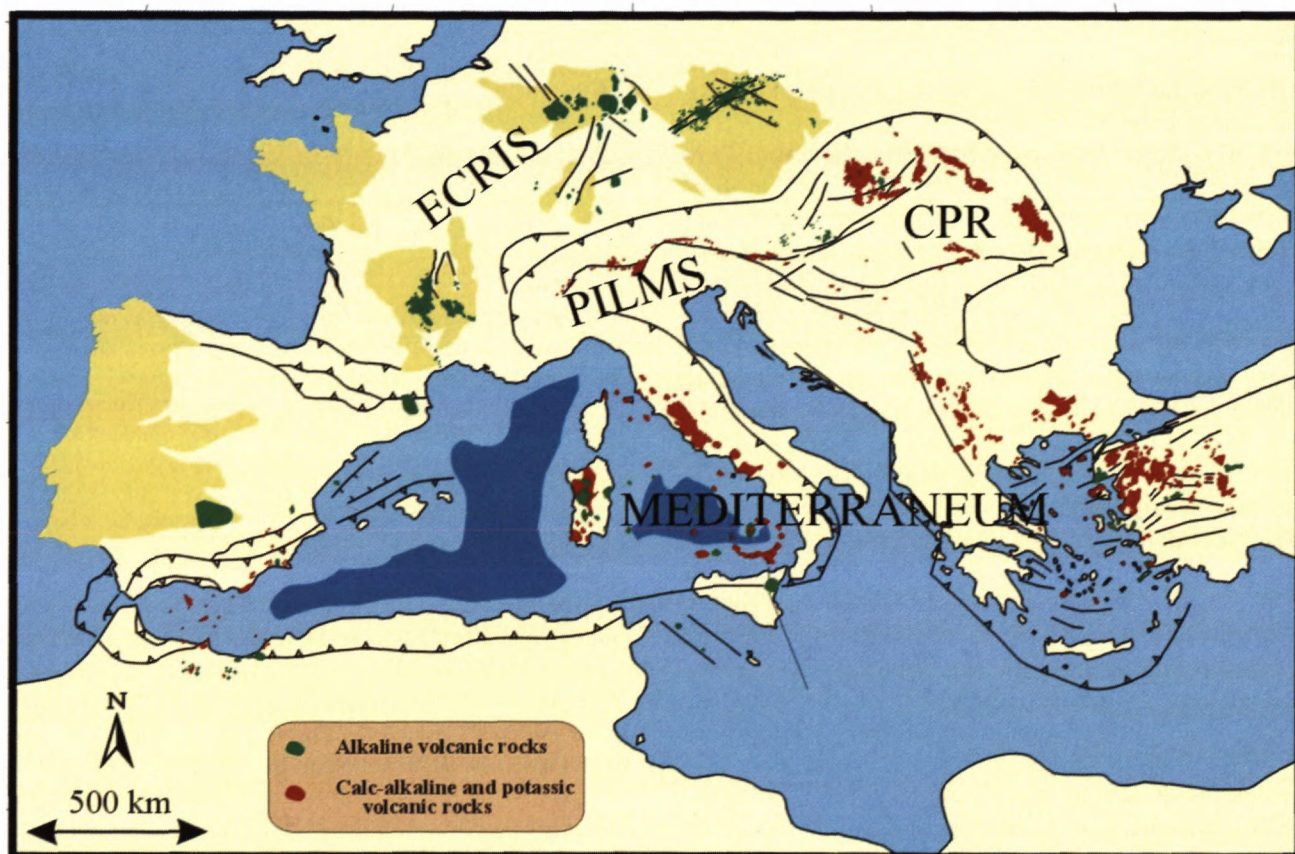 ECRIS
CPR
PILMS
MEDITERRANEUM
N
500 km
Alkaline volcanic rocks
Calc-alkaline and potassic
volcanic rocks